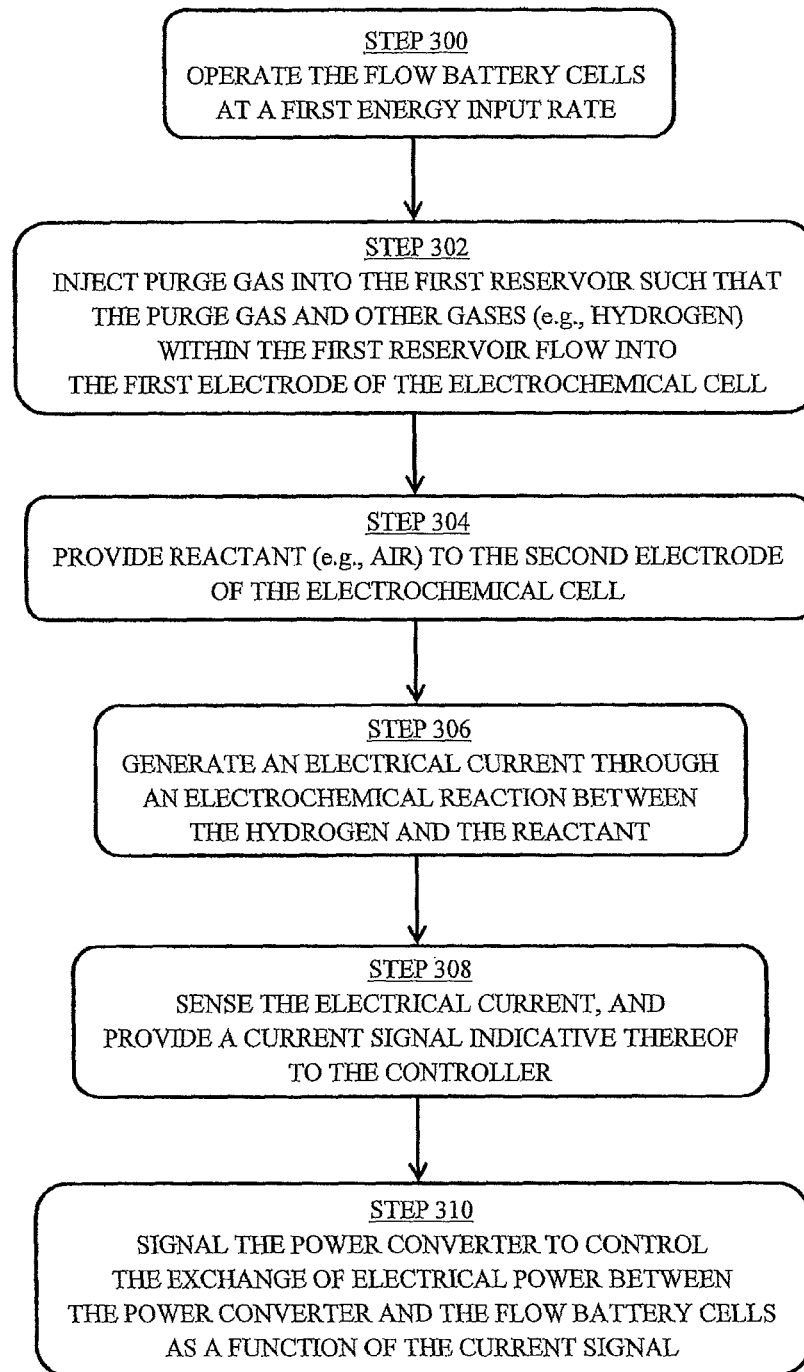 STEP 300
OPERATE THE FLOW BATTERY CELLS
AT A FIRST ENERGY INPUT RATE
STEP 302
INJECT PURGE GAS INTO THE FIRST RESERVOIR SUCH THAT
THE PURGE GAS AND OTHER GASES (e.g., HYDROGEN)
WITHIN THE FIRST RESERVOIR FLOW INTO
THE FIRST ELECTRODE OF THE ELECTROCHEMICAL CELL
STEP 304
PROVIDE REACTANT (e.g., AIR) TO THE SECOND ELECTRODE
OF THE ELECTROCHEMICAL CELL
STEP 306
GENERATE AN ELECTRICAL CURRENT THROUGH
AN ELECTROCHEMICAL REACTION BETWEEN
THE HYDROGEN AND THE REACTANT
STEP 308
SENSE THE ELECTRICAL CURRENT, AND
PROVIDE A CURRENT SIGNAL INDICATIVE THEREOF
TO THE CONTROLLER
STEP 310
SIGNAL THE POWER CONVERTER TO CONTROL
THE EXCHANGE OF ELECTRICAL POWER BETWEEN
THE POWER CONVERTER AND THE FLOW BATTERY CELLS
AS A FUNCTION OF THE CURRENT SIGNAL